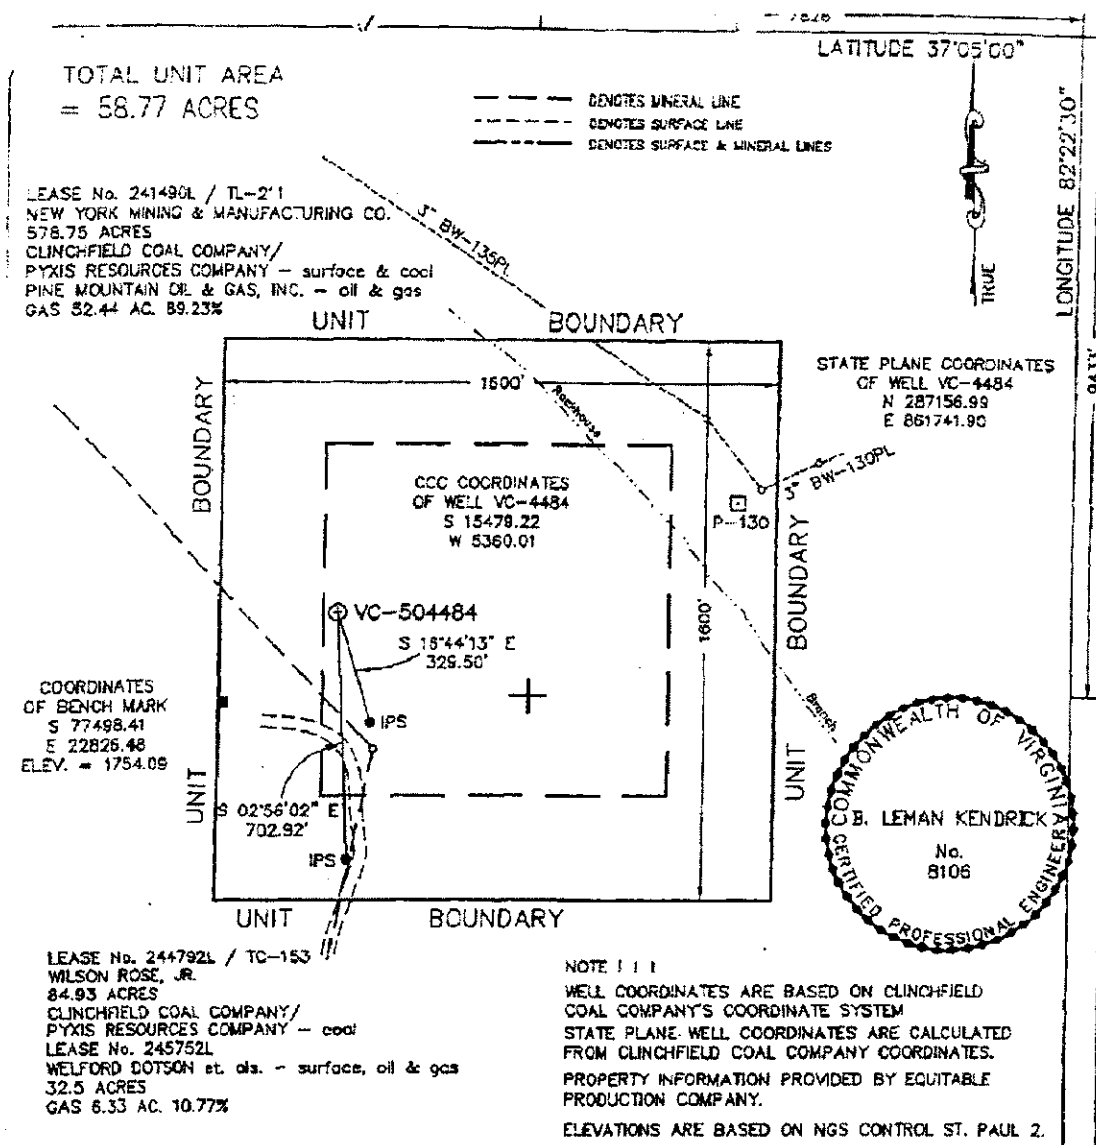 7826
LATITUDE 37°05'00"
TOTAL UNIT AREA
= 58.77 ACRES
DENOTES MINERAL LINE
DENOTES SURFACE LINE
DENOTES SURFACE & MINERAL LINES
LONGITUDE 82°22'30"
TRUE
LEASE No. 241490L / TL-211
NEW YORK MINING & MANUFACTURING CO.
578.75 ACRES
CLINCHFIELD COAL COMPANY/
PYXIS RESOURCES COMPANY - surface & coal
PINE MOUNTAIN OIL & GAS, INC. - oil & gas
GAS 52.44 AC. 89.23%
3" BW-135PL
UNIT BOUNDARY
STATE PLANE COORDINATES
OF WELL VC-4484
N 287156.99
E 861741.90
1600'
BOUNDARY
Rockhouse
3" BW-130PL
CCC COORDINATES
OF WELL VC-4484
S 15479.22
W 5360.01
P-130
BOUNDARY
1600'
VC-504484
S 16°44'13" E
329.50'
COORDINATES
OF BENCH MARK
S 77498.41
E 22826.48
ELEV. = 1754.09
IPS
Branch
UNIT
UNIT
S 02°56'02" E
702.92'
IPS
COMMONWEALTH OF VIRGINIA
B. LEMAN KENDRICK
No.
8106
CERTIFIED PROFESSIONAL ENGINEER
UNIT BOUNDARY
LEASE No. 244792L / TC-153
WILSON ROSE, JR.
84.93 ACRES
CLINCHFIELD COAL COMPANY/
PYXIS RESOURCES COMPANY - coal
LEASE No. 245752L
WELFORD DOTSON et. als. - surface, oil & gas
32.5 ACRES
GAS 6.33 AC. 10.77%
NOTE ! ! !
WELL COORDINATES ARE BASED ON CLINCHFIELD
COAL COMPANY'S COORDINATE SYSTEM
STATE PLANE WELL COORDINATES ARE CALCULATED
FROM CLINCHFIELD COAL COMPANY COORDINATES.
PROPERTY INFORMATION PROVIDED BY EQUITABLE
PRODUCTION COMPANY.
ELEVATIONS ARE BASED ON NGS CONTROL ST. PAUL 2.